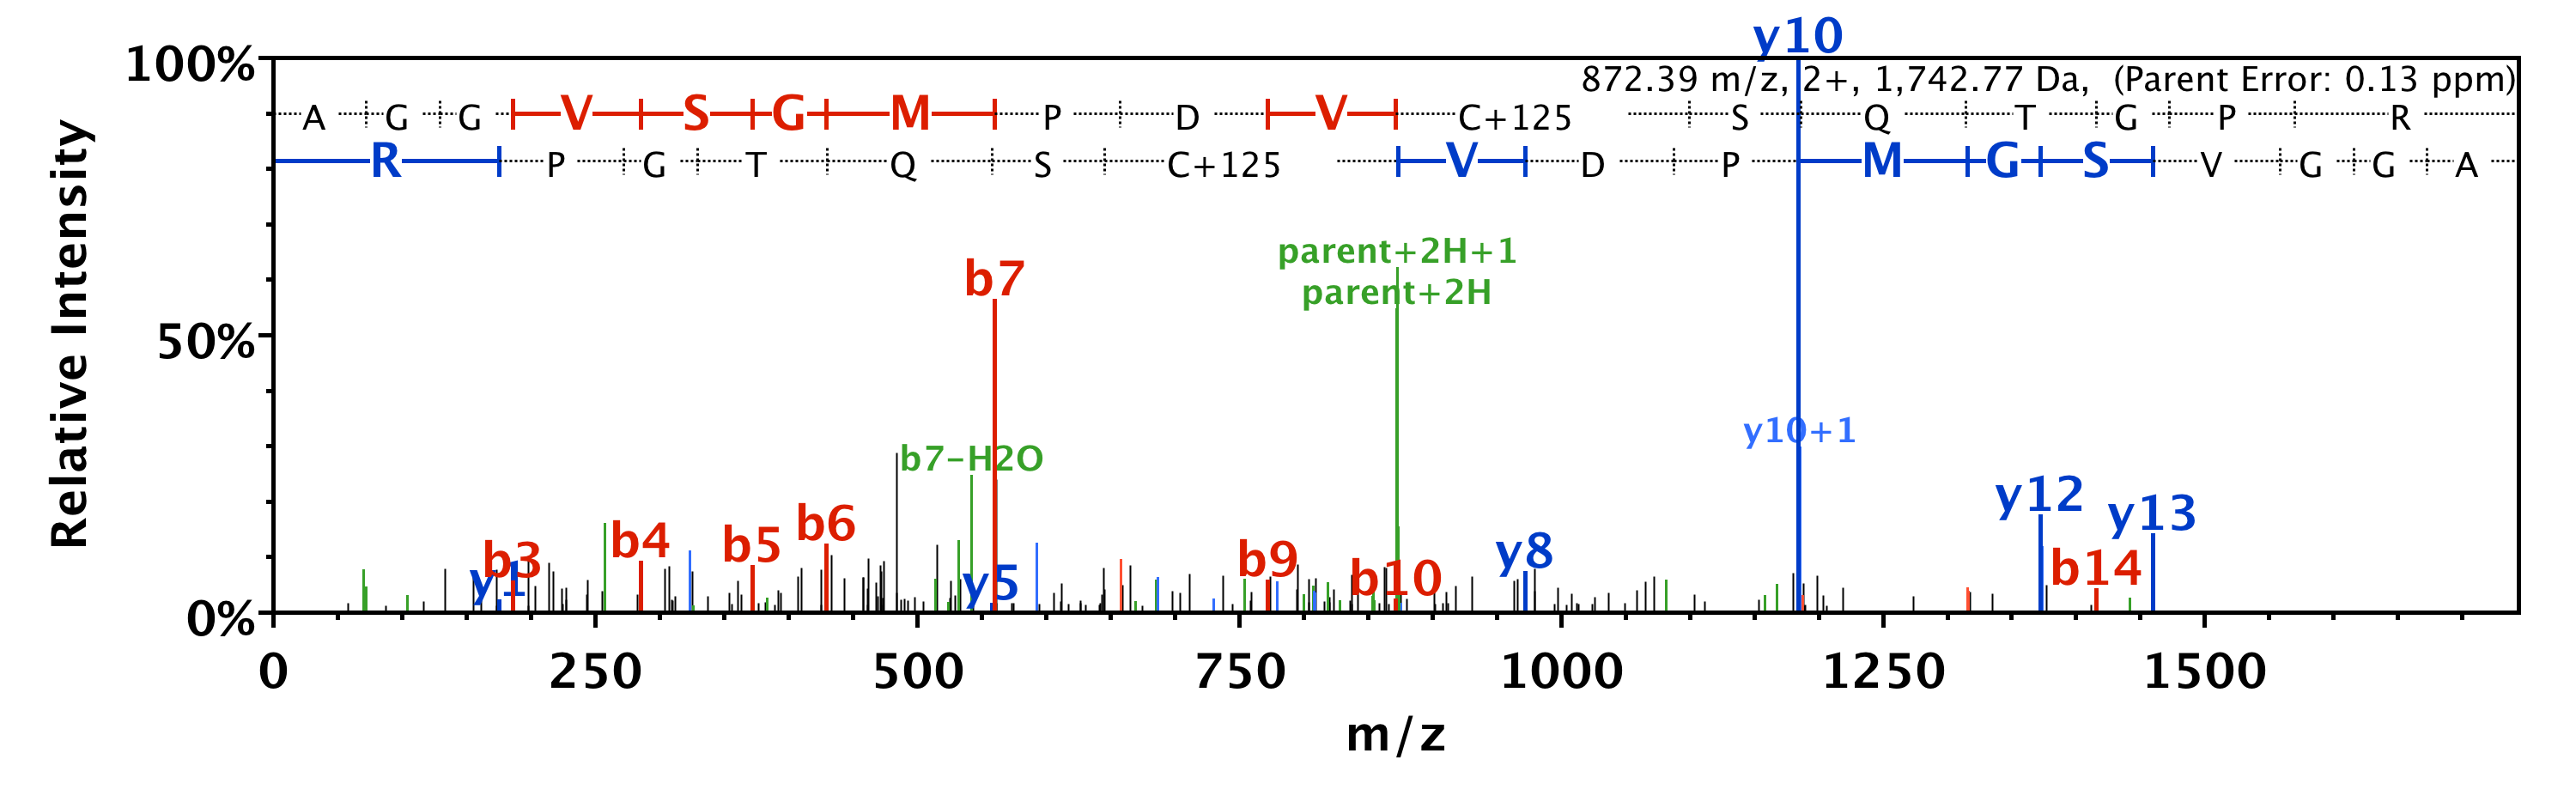 y10
100%
872.39 m/z, 2+, 1,742.77 Da, (Parent Error: 0.13 ppm)
A G G V S G M P D V C+125 S Q T G P R
R P G T Q S C+125 V D P M G S V G G A
Relative Intensity
parent+2H+1
b7
parent+2H
50%
y10+1
b7-H2O
y12
y13
b6
b4
b5
b3
y8
b9
b14
y1
y5
b10
0%
0 250 500 750 1000 1250 1500
m/z